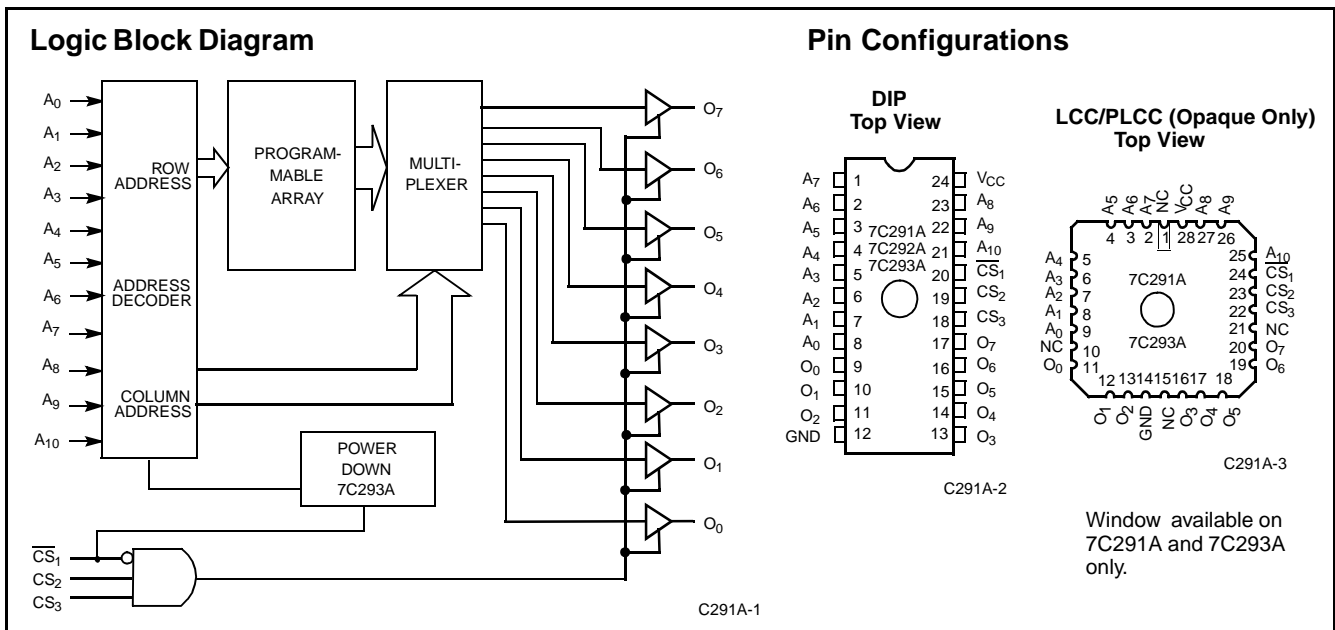 Logic Block Diagram
A0
A1
A2
A3
A4
A5
A6
A7
A8
A9
A10
ROW
ADDRESS
ADDRESS
DECODER
COLUMN
ADDRESS
PROGRAM-
MABLE
ARRAY
MULTI-
PLEXER
POWER
DOWN
7C293A
CS1
CS2
CS3
O7
O6
O5
O4
O3
O2
O1
O0
C291A-1
Pin Configurations
DIP
Top View
A7 1 24 VCC
A6 2 23 A8
A5 3 7C291A 22 A9
A4 4 7C292A 21 A10
A3 5 7C293A 20 CS1
A2 6 19 CS2
A1 7 18 CS3
A0 8 17 O7
O0 9 16 O6
O1 10 15 O5
O2 11 14 O4
GND 12 13 O3
C291A-2
LCC/PLCC (Opaque Only)
Top View
A5 A6 A7 NC VCC A8 A9
4 3 2 1 28 27 26
A4 5 25 A10
A3 6 24 CS1
A2 7 7C291A 23 CS2
A1 8 22 CS3
A0 9 21 NC
NC 10 7C293A 20 O7
O0 11 19 O6
12 13 14 15 16 17 18
O1 O2 GND NC O3 O4 O5
C291A-3
Window available on
7C291A and 7C293A
only.